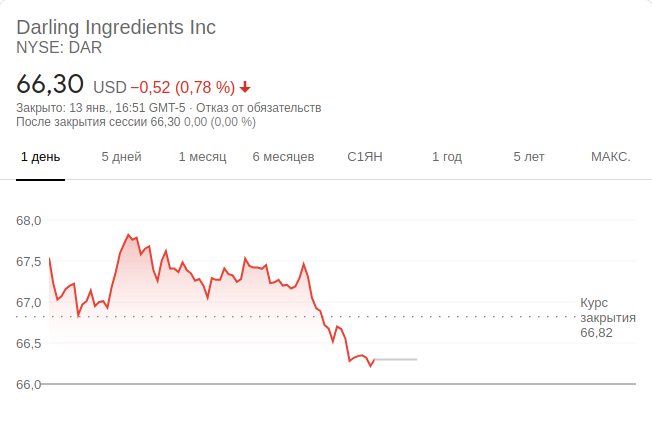 Darling Ingredients Inc
NYSE: DAR
66,30 USD −0,52 (0,78 %)
Закрыто: 13 янв., 16:51 GMT-5 · Отказ от обязательств
После закрытия сессии 66,30 0,00 (0,00 %)
1 день 5 дней 1 месяц 6 месяцев С1ЯН 1 год 5 лет МАКС.
68,0
67,5
67,0
66,5
66,0
Курс
закрытия
66,82